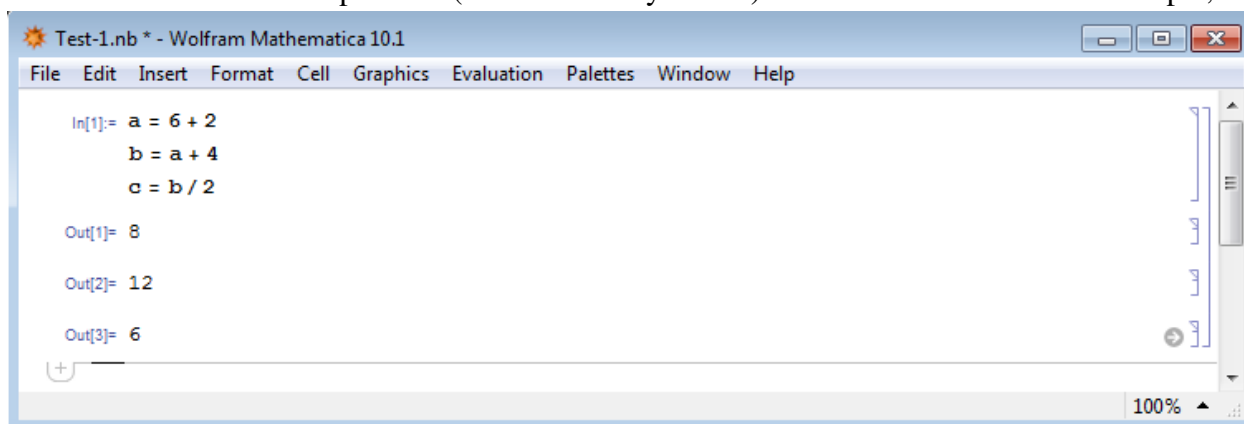 Test-1.nb * - Wolfram Mathematica 10.1
File Edit Insert Format Cell Graphics Evaluation Palettes Window Help
In[1]:= a = 6 + 2
b = a + 4
c = b / 2
Out[1]= 8
Out[2]= 12
Out[3]= 6
100%